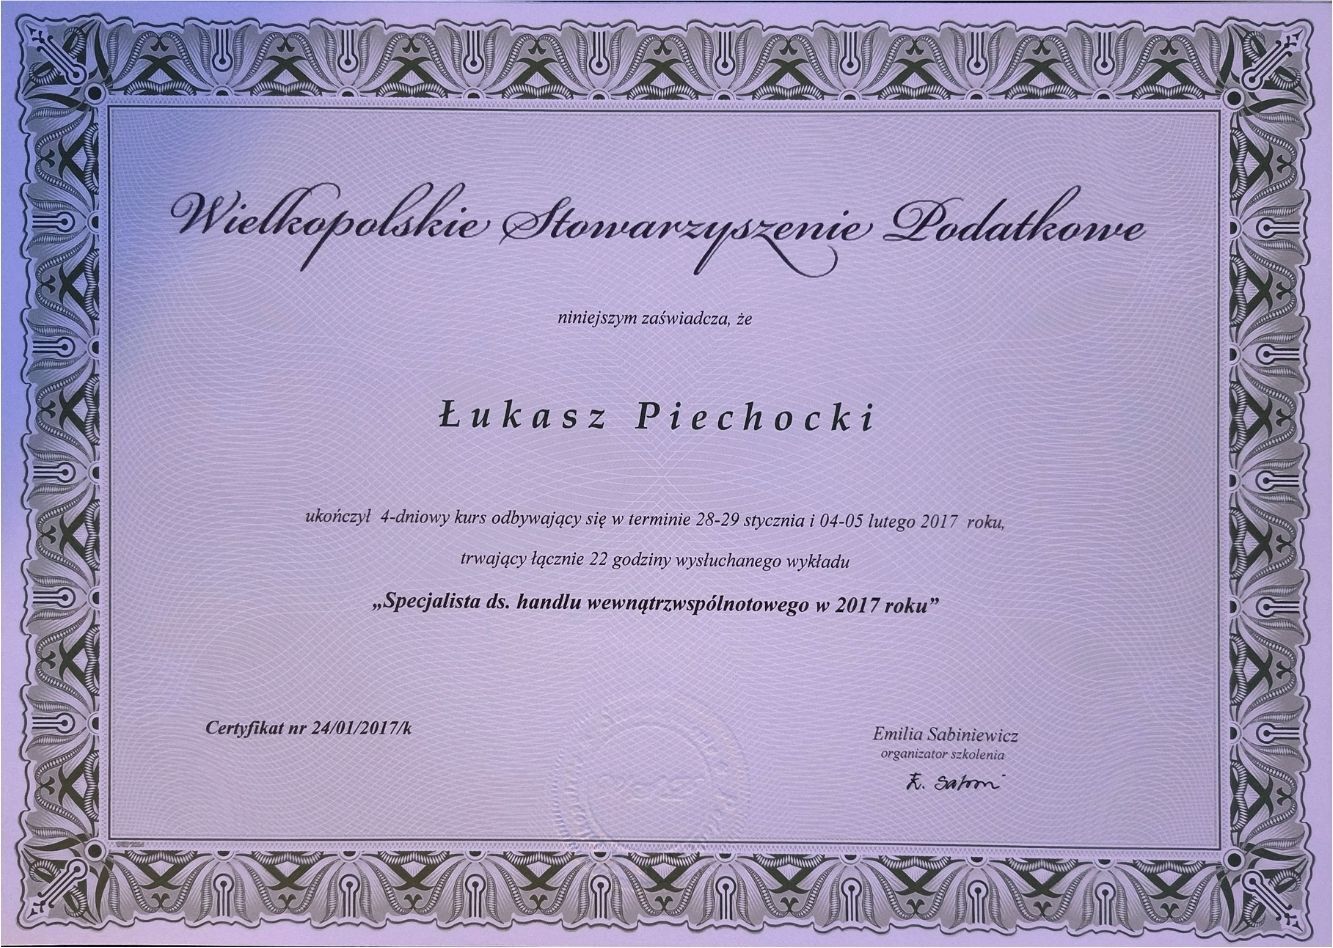 Wielkopolskie Stowarzyszenie Podatkowe
niniejszym zaświadcza, że
Łukasz Piechocki
ukończył 4-dniowy kurs odbywający się w terminie 28-29 stycznia i 04-05 lutego 2017 roku,
trwający łącznie 22 godziny wysłuchanego wykładu
„Specjalista ds. handlu wewnątrzwspólnotowego w 2017 roku”
Certyfikat nr 24/01/2017/k
Emilia Sabiniewicz
organizator szkolenia